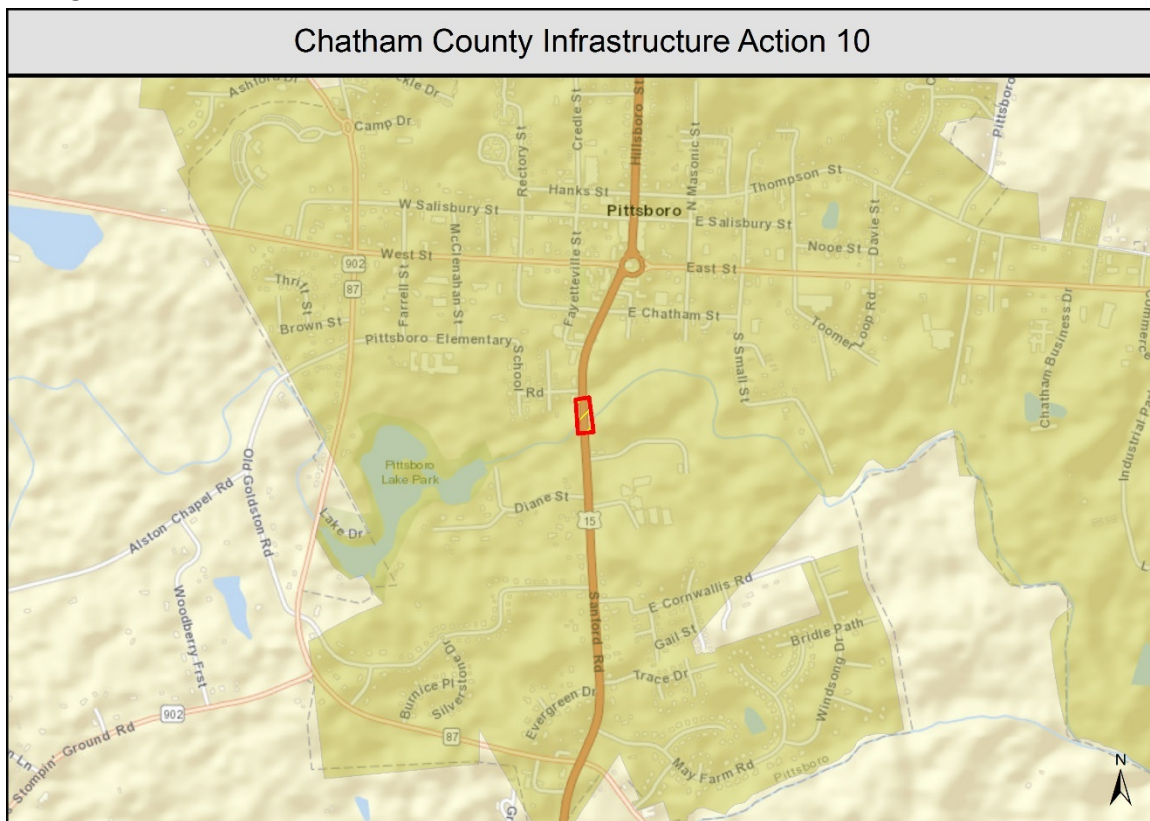 Chatham County Infrastructure Action 10
Ashford Dr
Camp Dr
Rectory St
Credle St
Hillsboro St
N Masonic St
Pittsboro
Hanks St
Thompson St
W Salisbury St
Pittsboro
E Salisbury St
Davie St
McClenahan St
Fayetteville St
Nooe St
902
West St
East St
87
Thrift St
Farrell St
Brown St
E Chatham St
Toomer
Loop Rd
Chatham Business Dr
Commerce
Pittsboro Elementary
School
Rd
S Small St
Industrial Park
Pittsboro
Lake Park
Old Goldston Rd
Alston Chapel Rd
Diane St
15
Lake Dr
Woodberry Frst
Sanford Rd
E Cornwallis Rd
Gail St
Bridle Path
Windsong Dr
Burnice Pl
Silverstone Dr
Trace Dr
Evergreen Dr
902
Stompin' Ground Rd
87
May Farm Rd
Pittsboro
N